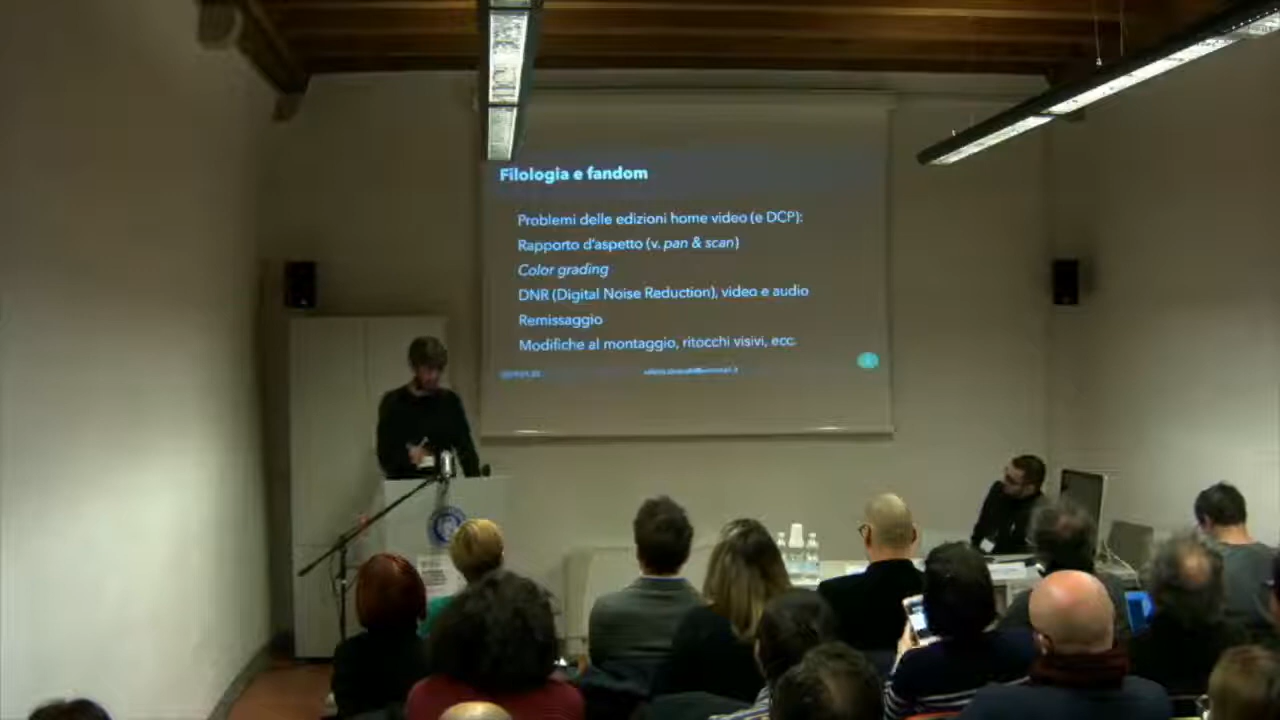 Filologia e fandom
Problemi delle edizioni home video (e DCP):
Rapporto d'aspetto (v. pan & scan)
Color grading
DNR (Digital Noise Reduction), video e audio
Remissaggio
Modifiche al montaggio, ritocchi visivi, ecc.